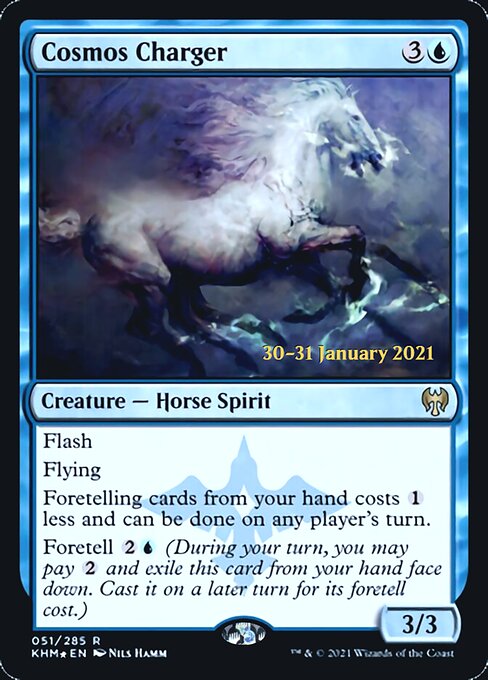 Cosmos Charger 3
30–31 January 2021
Creature — Horse Spirit
Flash
Flying
Foretelling cards from your hand costs 1
less and can be done on any player's turn.
Foretell 2 (During your turn, you may
pay 2 and exile this card from your hand face
down. Cast it on a later turn for its foretell
cost.)
3/3
051/285 R
KHM★EN Nils Hamm
™ & © 2021 Wizards of the Coast